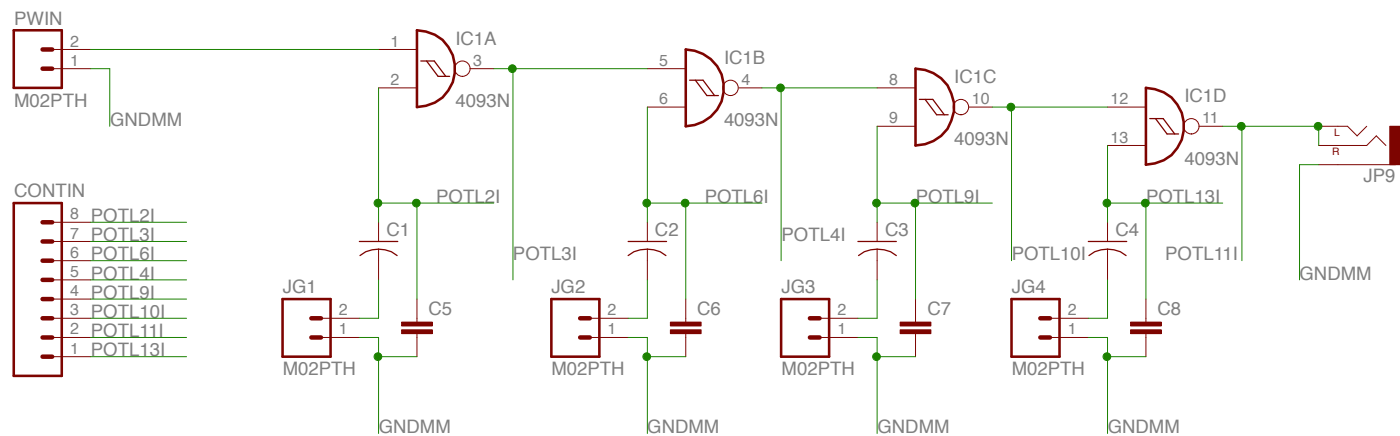 PWIN
2
1
M02PTH
GNDMM
CONTIN
8 POTL2I
7 POTL3I
6 POTL6I
5 POTL4I
4 POTL9I
3 POTL10I
2 POTL11I
1 POTL13I
1
2
IC1A
3
4093N
POTL2I
C1
POTL3I
JG1
2
1
M02PTH
C5
GNDMM
5
6
IC1B
4
4093N
POTL6I
C2
POTL4I
JG2
2
1
M02PTH
C6
GNDMM
8
9
IC1C
10
4093N
POTL9I
C3
POTL10I
JG3
2
1
M02PTH
C7
GNDMM
12
13
IC1D
11
4093N
POTL13I
C4
POTL11I
JG4
2
1
M02PTH
C8
GNDMM
L
R
JP9
GNDMM